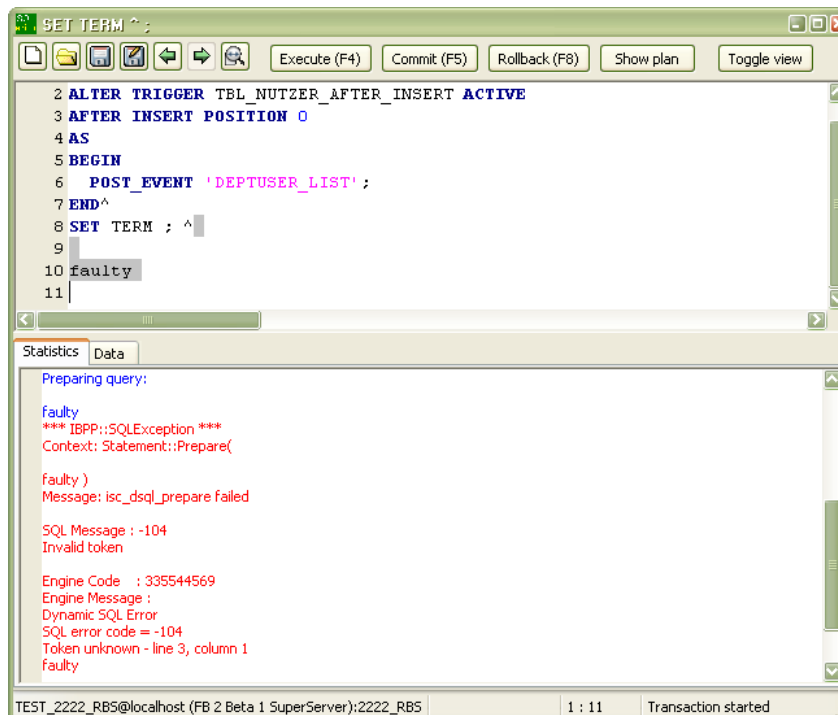 SET TERM ^ ;
Execute (F4) Commit (F5) Rollback (F8) Show plan Toggle view
2 ALTER TRIGGER TBL_NUTZER_AFTER_INSERT ACTIVE
3 AFTER INSERT POSITION 0
4 AS
5 BEGIN
6 POST_EVENT 'DEPTUSER_LIST';
7 END^
8 SET TERM ; ^
9
10 faulty
11
Statistics Data
Preparing query:
faulty
*** IBPP::SQLException ***
Context: Statement::Prepare(
faulty )
Message: isc_dsql_prepare failed
SQL Message : -104
Invalid token
Engine Code : 335544569
Engine Message :
Dynamic SQL Error
SQL error code = -104
Token unknown - line 3, column 1
faulty
TEST_2222_RBS@localhost (FB 2 Beta 1 SuperServer):2222_RBS 1 : 11 Transaction started